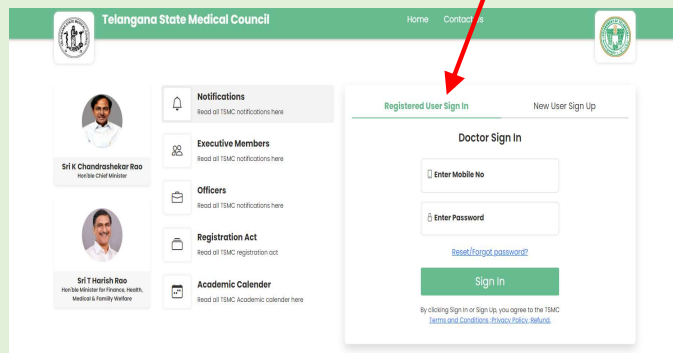 Telangana State Medical Council
Home Contact us
Sri K Chandrashekar Rao
Hon'ble Chief Minister
Sri T Harish Rao
Hon'ble Minister for Finance, Health,
Medical & Family Welfare
Notifications
Read all TSMC notifications here
Executive Members
Read all TSMC notifications here
Officers
Read all TSMC notifications here
Registration Act
Read all TSMC registration act
Academic Calender
Read all TSMC Academic calender here
Registered User Sign In New User Sign Up
Doctor Sign In
Enter Mobile No
Enter Password
Reset/Forgot password?
Sign In
By clicking Sign In or Sign Up, you agree to the TSMC
Terms and Conditions ,Privacy Policy ,Refund.